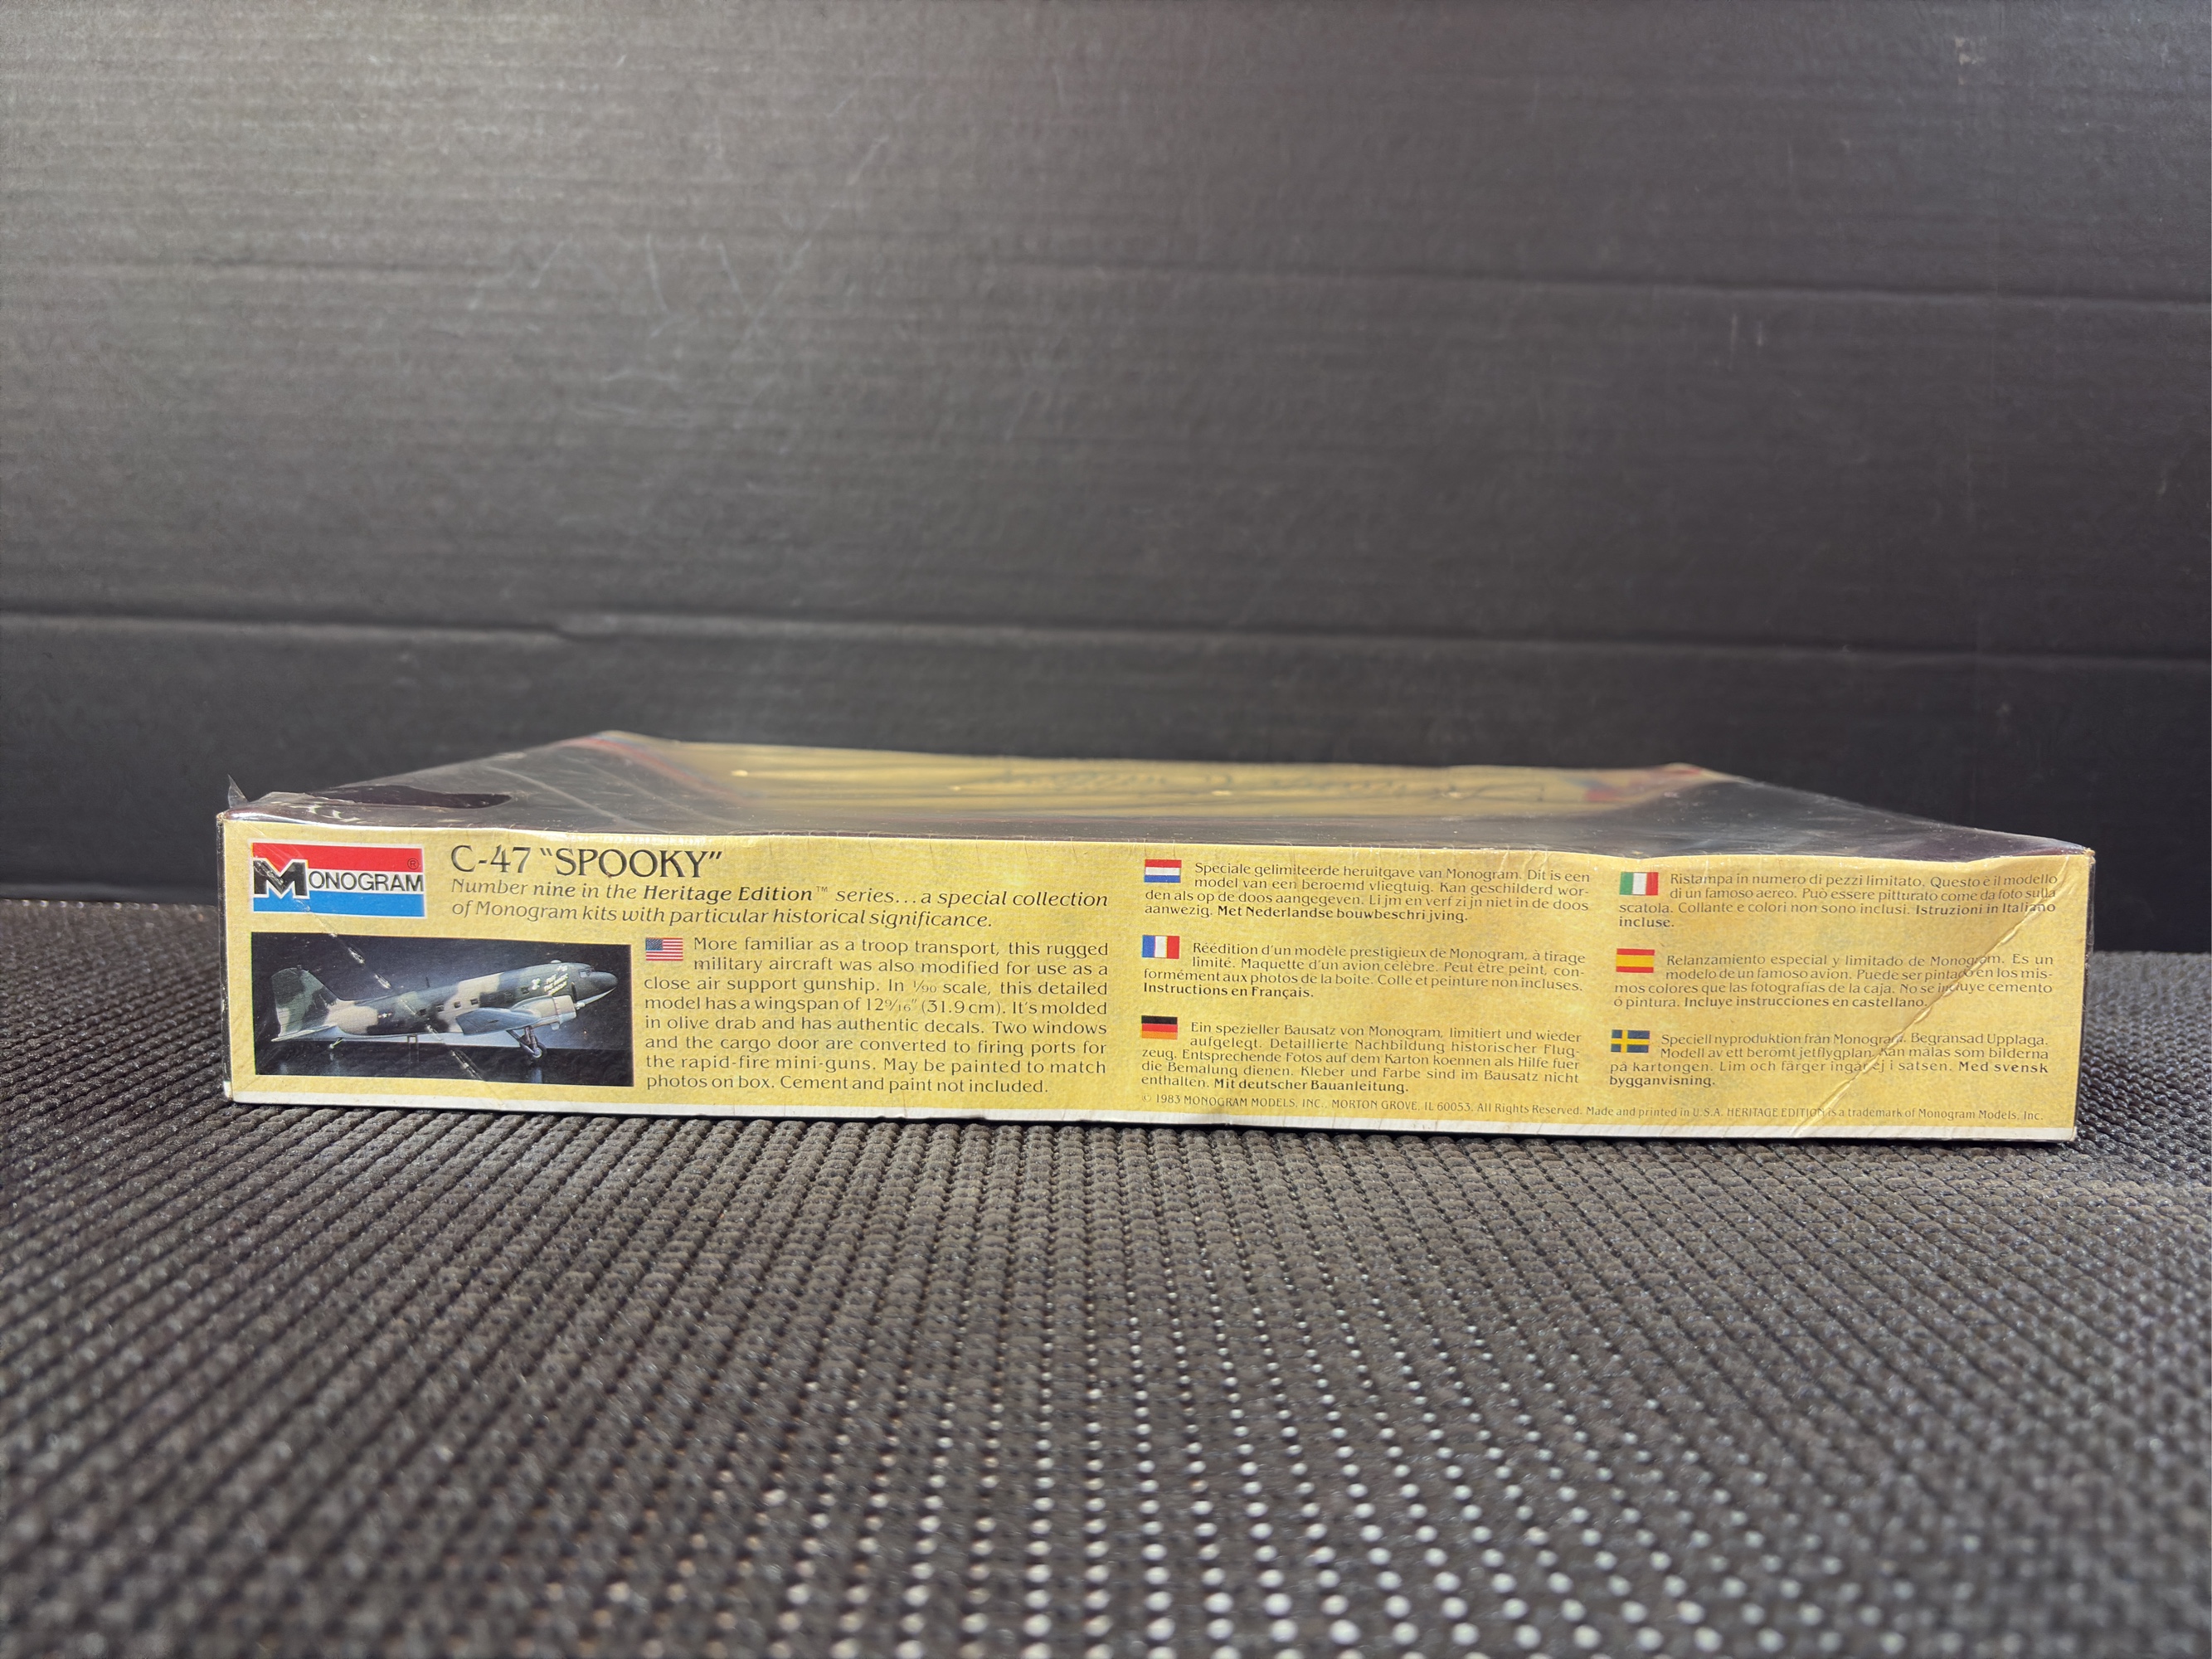 MONOGRAM®
C-47 "SPOOKY"
Number nine in the Heritage Edition™ series...a special collection
of Monogram kits with particular historical significance.
More familiar as a troop transport, this rugged
military aircraft was also modified for use as a
close air support gunship. In 1/90 scale, this detailed
model has a wingspan of 12 9/16" (31.9 cm). It's molded
in olive drab and has authentic decals. Two windows
and the cargo door are converted to firing ports for
the rapid-fire mini-guns. May be painted to match
photos on box. Cement and paint not included.
Speciale gelimiteerde heruitgave van Monogram. Dit is een
model van een beroemd vliegtuig. Kan geschilderd wor-
den als op de doos aangegeven. Li jm en verf zi jn niet in de doos
aanwezig. Met Nederlandse bouwbeschri jving.
Réédition d'un modèle prestigieux de Monogram, à tirage
limité. Maquette d'un avion célèbre. Peut être peint, con-
formément aux photos de la boite. Colle et peinture non incluses.
Instructions en Français.
Ein spezieller Bausatz von Monogram, limitiert und wieder
aufgelegt. Detaillierte Nachbildung historischer Flug-
zeug. Entsprechende Fotos auf dem Karton koennen als Hilfe fuer
die Bemalung dienen. Kleber und Farbe sind im Bausatz nicht
enthalten. Mit deutscher Bauanleitung.
Ristampa in numero di pezzi limitato. Questo è il modello
di un famoso aereo. Può essere pitturato come da foto sulla
scatola. Collante e colori non sono inclusi. Istruzioni in Italiano
incluse.
Relanzamiento especial y limitado de Monogram. Es un
modelo de un famoso avion. Puede ser pintado en los mis-
mos colores que las fotografias de la caja. No se incluye cemento
ó pintura. Incluye instrucciones en castellano.
Speciell nyproduktion från Monogram. Begransad Upplaga.
Modell av ett berömt jetflygplan. Kan målas som bilderna
på kartongen. Lim och färger ingår ej i satsen. Med svensk
bygganvisning.
© 1983 MONOGRAM MODELS, INC., MORTON GROVE, IL 60053. All Rights Reserved. Made and printed in U.S.A. HERITAGE EDITION is a trademark of Monogram Models, Inc.